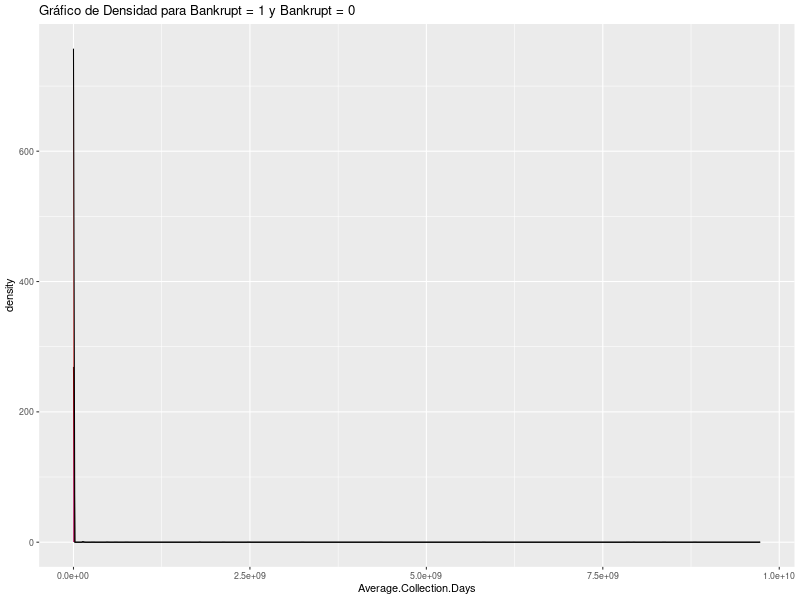 Gráfico de Densidad para Bankrupt = 1 y Bankrupt = 0
density
600
400
200
0
0.0e+00 2.5e+09 5.0e+09 7.5e+09 1.0e+10
Average.Collection.Days